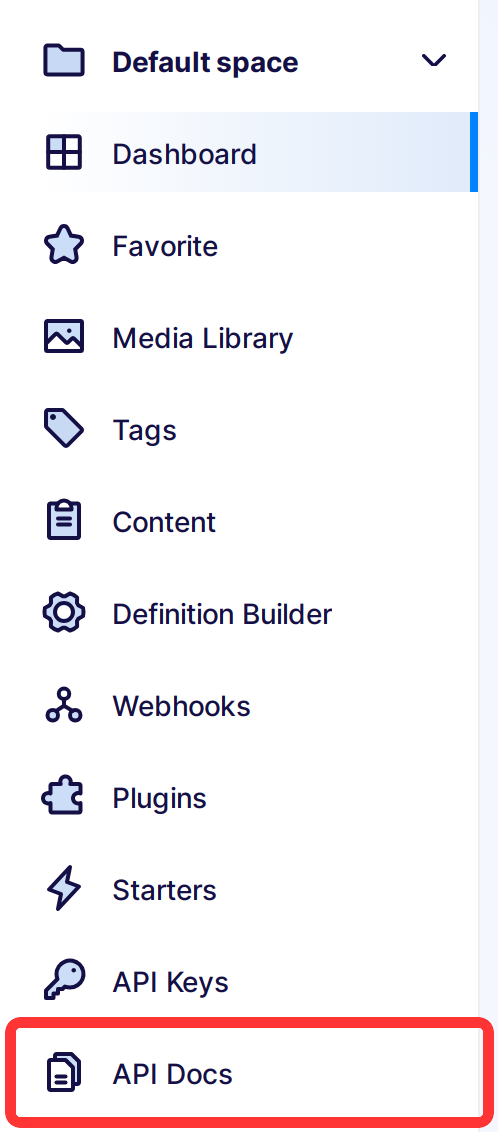 Default space
Dashboard
Favorite
Media Library
Tags
Content
Definition Builder
Webhooks
Plugins
Starters
API Keys
API Docs